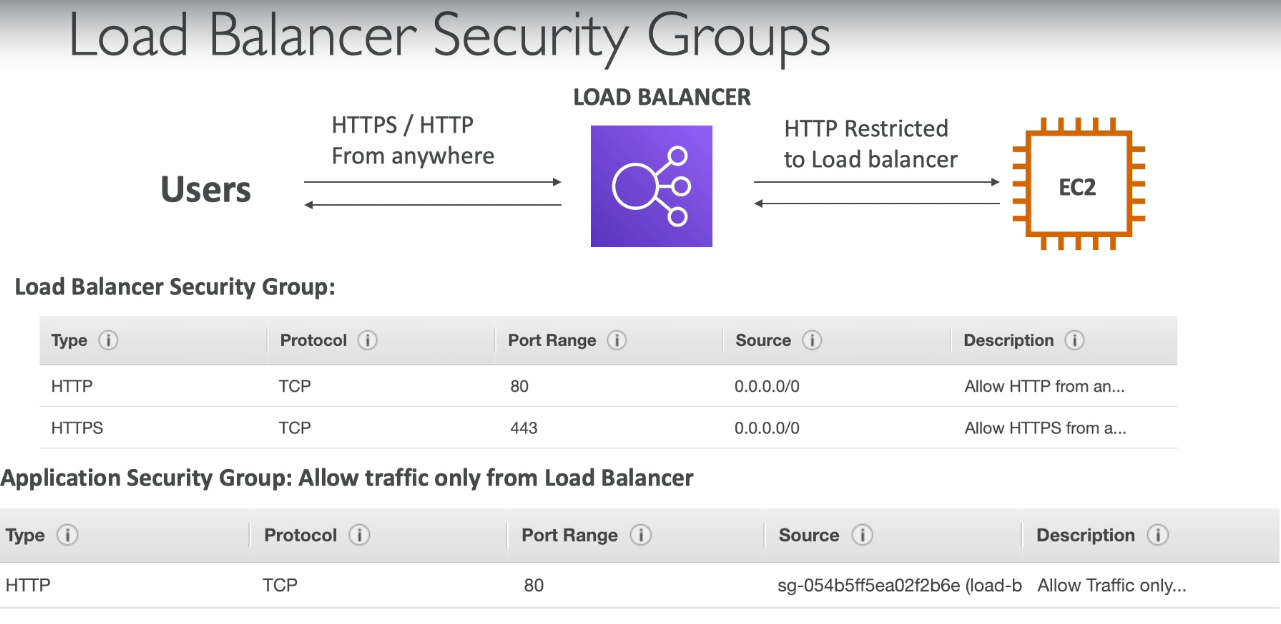 Load Balancer Security Groups
LOAD BALANCER
HTTPS / HTTP
From anywhere
HTTP Restricted
to Load balancer
Users
EC2
Load Balancer Security Group:
Type Protocol Port Range Source Description
HTTP TCP 80 0.0.0.0/0 Allow HTTP from an...
HTTPS TCP 443 0.0.0.0/0 Allow HTTPS from a...
Application Security Group: Allow traffic only from Load Balancer
Type Protocol Port Range Source Description
HTTP TCP 80 sg-054b5ff5ea02f2b6e (load-b Allow Traffic only...